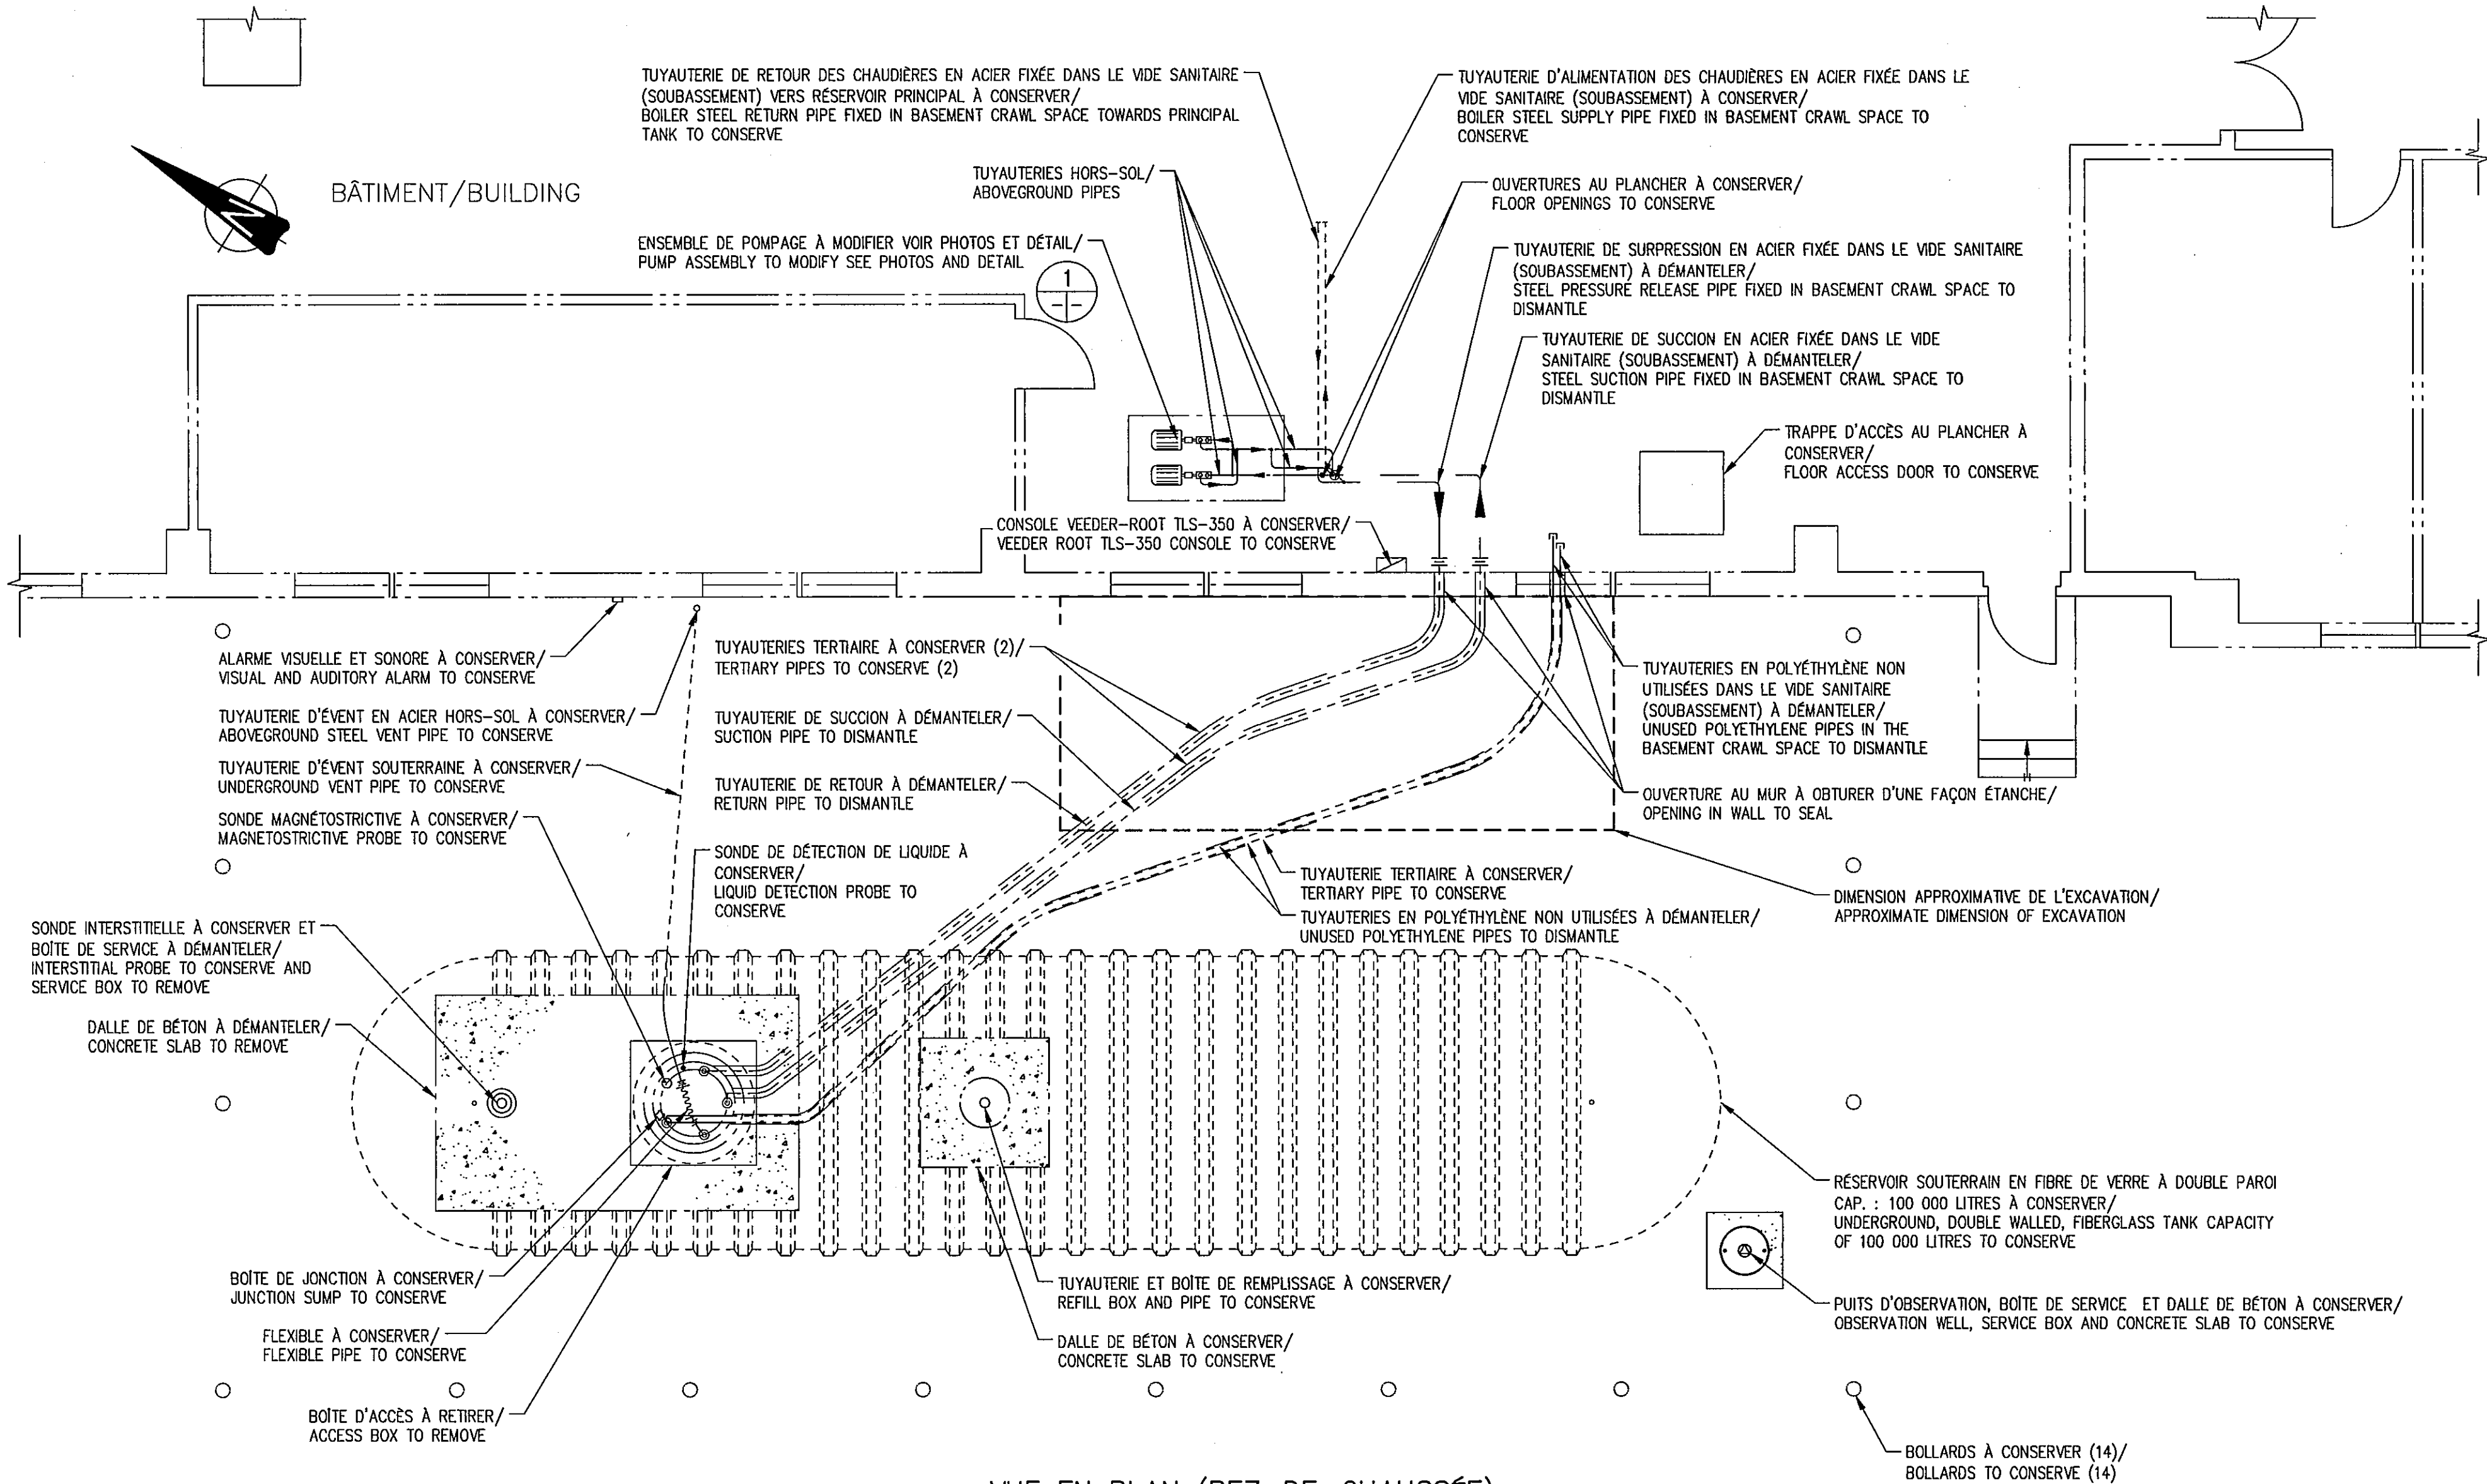 TUYAUTERIE DE RETOUR DES CHAUDIÈRES EN ACIER FIXÉE DANS LE VIDE SANITAIRE
(SOUBASSEMENT) VERS RÉSERVOIR PRINCIPAL À CONSERVER/
BOILER STEEL RETURN PIPE FIXED IN BASEMENT CRAWL SPACE TOWARDS PRINCIPAL
TANK TO CONSERVE
TUYAUTERIE D'ALIMENTATION DES CHAUDIÈRES EN ACIER FIXÉE DANS LE
VIDE SANITAIRE (SOUBASSEMENT) À CONSERVER/
BOILER STEEL SUPPLY PIPE FIXED IN BASEMENT CRAWL SPACE TO
CONSERVE
N
BÂTIMENT/BUILDING
TUYAUTERIES HORS-SOL/
ABOVEGROUND PIPES
OUVERTURES AU PLANCHER À CONSERVER/
FLOOR OPENINGS TO CONSERVE
ENSEMBLE DE POMPAGE À MODIFIER VOIR PHOTOS ET DÉTAIL/
PUMP ASSEMBLY TO MODIFY SEE PHOTOS AND DETAIL
1
TUYAUTERIE DE SURPRESSION EN ACIER FIXÉE DANS LE VIDE SANITAIRE
(SOUBASSEMENT) À DÉMANTELER/
STEEL PRESSURE RELEASE PIPE FIXED IN BASEMENT CRAWL SPACE TO
DISMANTLE
TUYAUTERIE DE SUCCION EN ACIER FIXÉE DANS LE VIDE
SANITAIRE (SOUBASSEMENT) À DÉMANTELER/
STEEL SUCTION PIPE FIXED IN BASEMENT CRAWL SPACE TO
DISMANTLE
TRAPPE D'ACCÈS AU PLANCHER À
CONSERVER/
FLOOR ACCESS DOOR TO CONSERVE
CONSOLE VEEDER-ROOT TLS-350 À CONSERVER/
VEEDER ROOT TLS-350 CONSOLE TO CONSERVE
ALARME VISUELLE ET SONORE À CONSERVER/
VISUAL AND AUDITORY ALARM TO CONSERVE
TUYAUTERIE D'ÉVENT EN ACIER HORS-SOL À CONSERVER/
ABOVEGROUND STEEL VENT PIPE TO CONSERVE
TUYAUTERIE D'ÉVENT SOUTERRAINE À CONSERVER/
UNDERGROUND VENT PIPE TO CONSERVE
SONDE MAGNÉTOSTRICTIVE À CONSERVER/
MAGNETOSTRICTIVE PROBE TO CONSERVE
TUYAUTERIES TERTIAIRE À CONSERVER (2)/
TERTIARY PIPES TO CONSERVE (2)
TUYAUTERIE DE SUCCION À DÉMANTELER/
SUCTION PIPE TO DISMANTLE
TUYAUTERIE DE RETOUR À DÉMANTELER/
RETURN PIPE TO DISMANTLE
SONDE DE DÉTECTION DE LIQUIDE À
CONSERVER/
LIQUID DETECTION PROBE TO
CONSERVE
TUYAUTERIES EN POLYÉTHYLÈNE NON
UTILISÉES DANS LE VIDE SANITAIRE
(SOUBASSEMENT) À DÉMANTELER/
UNUSED POLYETHYLENE PIPES IN THE
BASEMENT CRAWL SPACE TO DISMANTLE
OUVERTURE AU MUR À OBTURER D'UNE FAÇON ÉTANCHE/
OPENING IN WALL TO SEAL
TUYAUTERIE TERTIAIRE À CONSERVER/
TERTIARY PIPE TO CONSERVE
TUYAUTERIES EN POLYÉTHYLÈNE NON UTILISÉES À DÉMANTELER/
UNUSED POLYETHYLENE PIPES TO DISMANTLE
DIMENSION APPROXIMATIVE DE L'EXCAVATION/
APPROXIMATE DIMENSION OF EXCAVATION
SONDE INTERSTITIELLE À CONSERVER ET
BOÎTE DE SERVICE À DÉMANTELER/
INTERSTITIAL PROBE TO CONSERVE AND
SERVICE BOX TO REMOVE
DALLE DE BÉTON À DÉMANTELER/
CONCRETE SLAB TO REMOVE
RÉSERVOIR SOUTERRAIN EN FIBRE DE VERRE À DOUBLE PAROI
CAP. : 100 000 LITRES À CONSERVER/
UNDERGROUND, DOUBLE WALLED, FIBERGLASS TANK CAPACITY
OF 100 000 LITRES TO CONSERVE
BOÎTE DE JONCTION À CONSERVER/
JUNCTION SUMP TO CONSERVE
FLEXIBLE À CONSERVER/
FLEXIBLE PIPE TO CONSERVE
TUYAUTERIE ET BOÎTE DE REMPLISSAGE À CONSERVER/
REFILL BOX AND PIPE TO CONSERVE
DALLE DE BÉTON À CONSERVER/
CONCRETE SLAB TO CONSERVE
PUITS D'OBSERVATION, BOÎTE DE SERVICE ET DALLE DE BÉTON À CONSERVER/
OBSERVATION WELL, SERVICE BOX AND CONCRETE SLAB TO CONSERVE
BOÎTE D'ACCÈS À RETIRER/
ACCESS BOX TO REMOVE
BOLLARDS À CONSERVER (14)/
BOLLARDS TO CONSERVE (14)
VUE EN PLAN (REZ-DE-CHAUSSÉE)